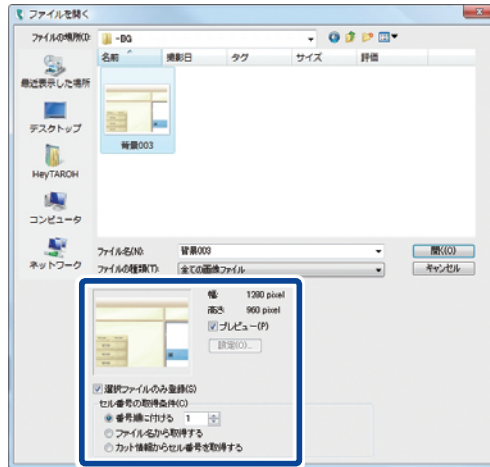 ファイルを開く
ファイルの場所(I):
-BG
名前
撮影日
タグ
サイズ
評価
最近表示した場所
デスクトップ
HeyTAROH
コンピュータ
ネットワーク
背景003
ファイル名(N):
背景003
開く(O)
ファイルの種類(T):
全ての画像ファイル
キャンセル
幅: 1280 pixel
高さ: 960 pixel
プレビュー(P)
設定(O)...
選択ファイルのみ登録(S)
セル番号の取得条件(C)
番号順に付ける 1
ファイル名から取得する
カット情報からセル番号を取得する